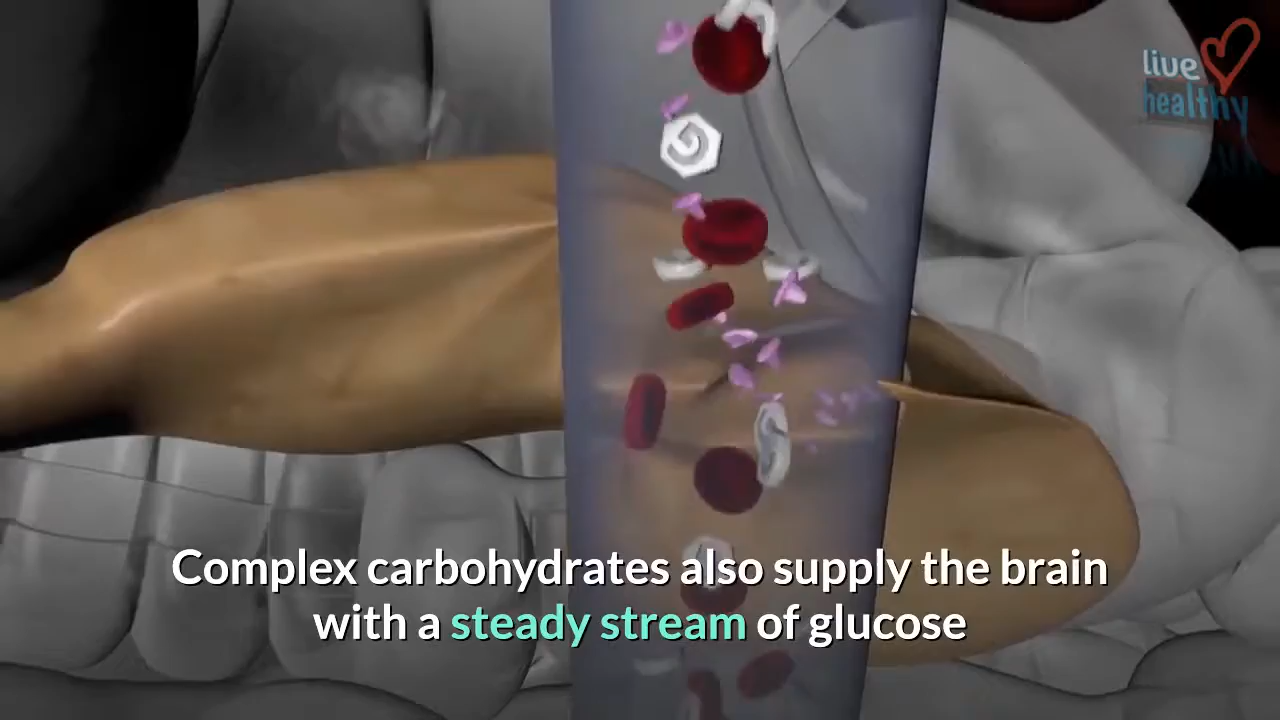 live
healthy
Complex carbohydrates also supply the brain
with a steady stream of glucose